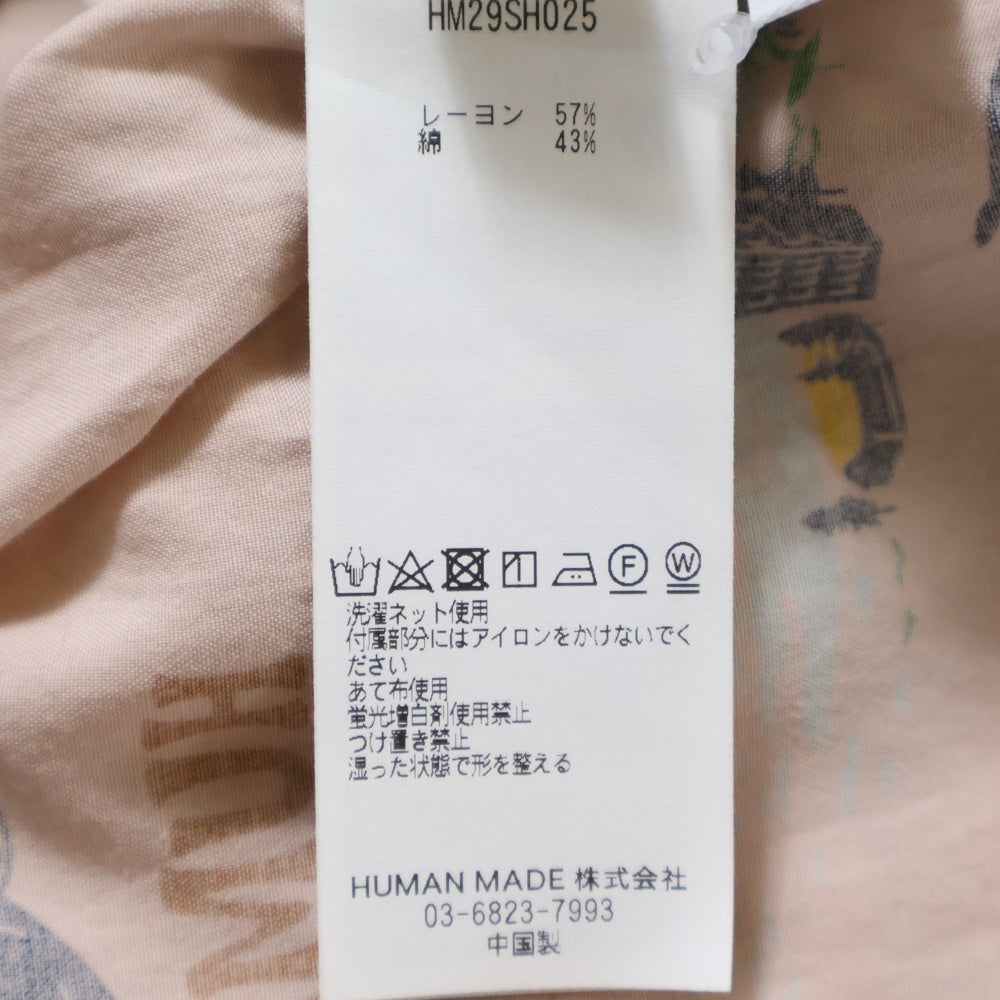 HM29SH025
レーヨン 57%
綿 43%
F W
洗濯ネット使用
付属部分にはアイロンをかけないでく
ださい
あて布使用
蛍光増白剤使用禁止
つけ置き禁止
湿った状態で形を整える
HUMAN MADE 株式会社
03-6823-7993
中国製